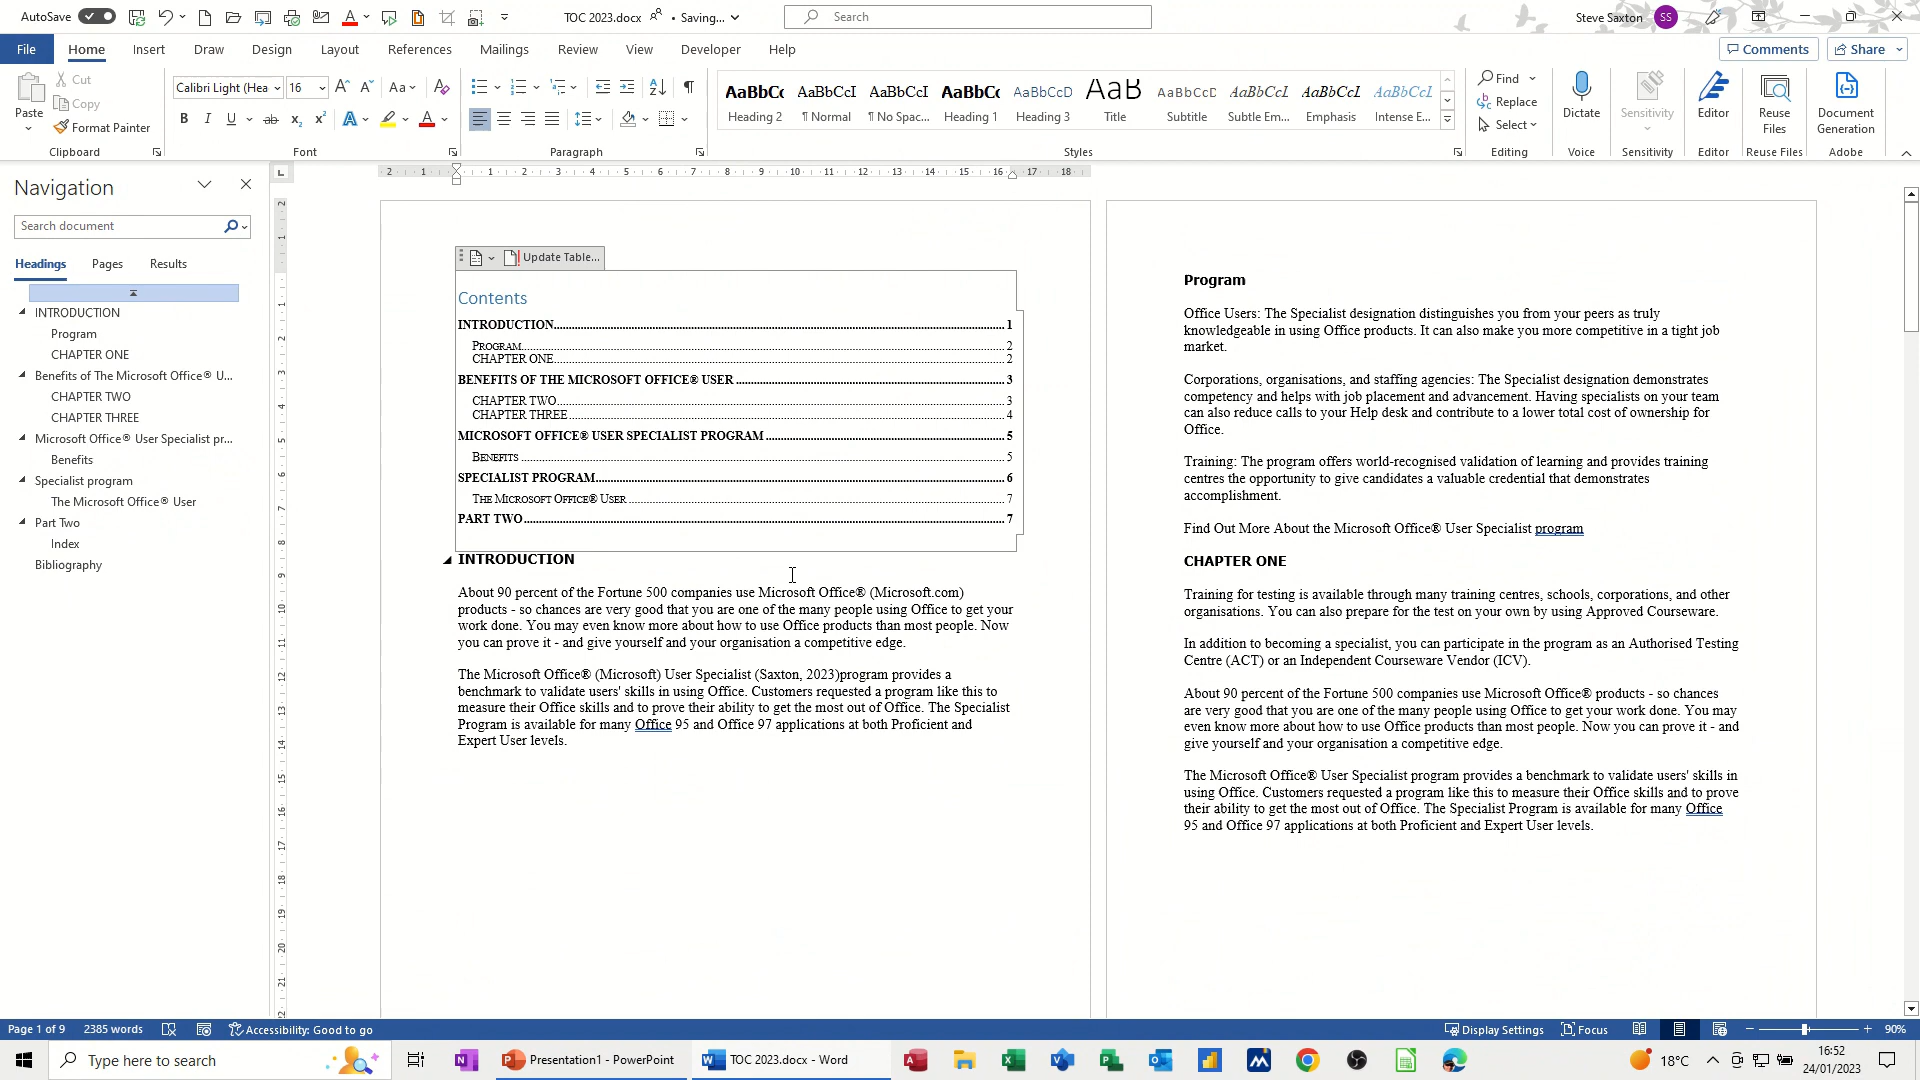 AutoSave
TOC 2023.docx
• Saving...
Search
Steve Saxton
SS
File
Home
Insert
Draw
Design
Layout
References
Mailings
Review
View
Developer
Help
Comments
Share
Paste
Cut
Copy
Format Painter
Clipboard
Calibri Light (Hea
16
Font
Paragraph
AaBbCc
Heading 2
AaBbCcI
¶ Normal
AaBbCcI
¶ No Spac...
AaBbCc
Heading 1
AaBbCcD
Heading 3
AaB
Title
AaBbCcD
Subtitle
AaBbCcI
Subtle Em...
AaBbCcI
Emphasis
AaBbCcI
Intense E...
Styles
Find
Replace
Select
Editing
Dictate
Voice
Sensitivity
Sensitivity
Editor
Editor
Reuse
Files
Reuse Files
Document
Generation
Adobe
Navigation
Search document
Headings
Pages
Results
INTRODUCTION
Program
CHAPTER ONE
Benefits of The Microsoft Office® U...
CHAPTER TWO
CHAPTER THREE
Microsoft Office® User Specialist pr...
Benefits
Specialist program
The Microsoft Office® User
Part Two
Index
Bibliography
2 1 1 2 3 4 5 6 7 8 9 10 11 12 13 14 15 16 17 18
Update Table...
Contents
INTRODUCTION 1
PROGRAM 2
CHAPTER ONE 2
BENEFITS OF THE MICROSOFT OFFICE® USER 3
CHAPTER TWO 3
CHAPTER THREE 4
MICROSOFT OFFICE® USER SPECIALIST PROGRAM 5
BENEFITS 5
SPECIALIST PROGRAM 6
THE MICROSOFT OFFICE® USER 7
PART TWO 7
INTRODUCTION
About 90 percent of the Fortune 500 companies use Microsoft Office® (Microsoft.com)
products - so chances are very good that you are one of the many people using Office to get your
work done. You may even know more about how to use Office products than most people. Now
you can prove it - and give yourself and your organisation a competitive edge.
The Microsoft Office® (Microsoft) User Specialist (Saxton, 2023)program provides a
benchmark to validate users' skills in using Office. Customers requested a program like this to
measure their Office skills and to prove their ability to get the most out of Office. The Specialist
Program is available for many Office 95 and Office 97 applications at both Proficient and
Expert User levels.
Program
Office Users: The Specialist designation distinguishes you from your peers as truly
knowledgeable in using Office products. It can also make you more competitive in a tight job
market.
Corporations, organisations, and staffing agencies: The Specialist designation demonstrates
competency and helps with job placement and advancement. Having specialists on your team
can also reduce calls to your Help desk and contribute to a lower total cost of ownership for
Office.
Training: The program offers world-recognised validation of learning and provides training
centres the opportunity to give candidates a valuable credential that demonstrates
accomplishment.
Find Out More About the Microsoft Office® User Specialist program
CHAPTER ONE
Training for testing is available through many training centres, schools, corporations, and other
organisations. You can also prepare for the test on your own by using Approved Courseware.
In addition to becoming a specialist, you can participate in the program as an Authorised Testing
Centre (ACT) or an Independent Courseware Vendor (ICV).
About 90 percent of the Fortune 500 companies use Microsoft Office® products - so chances
are very good that you are one of the many people using Office to get your work done. You may
even know more about how to use Office products than most people. Now you can prove it - and
give yourself and your organisation a competitive edge.
The Microsoft Office® User Specialist program provides a benchmark to validate users' skills in
using Office. Customers requested a program like this to measure their Office skills and to prove
their ability to get the most out of Office. The Specialist Program is available for many Office
95 and Office 97 applications at both Proficient and Expert User levels.
Page 1 of 9
2385 words
Accessibility: Good to go
Display Settings
Focus
90%
Type here to search
Presentation1 - PowerPoint
TOC 2023.docx - Word
18°C
16:52
24/01/2023